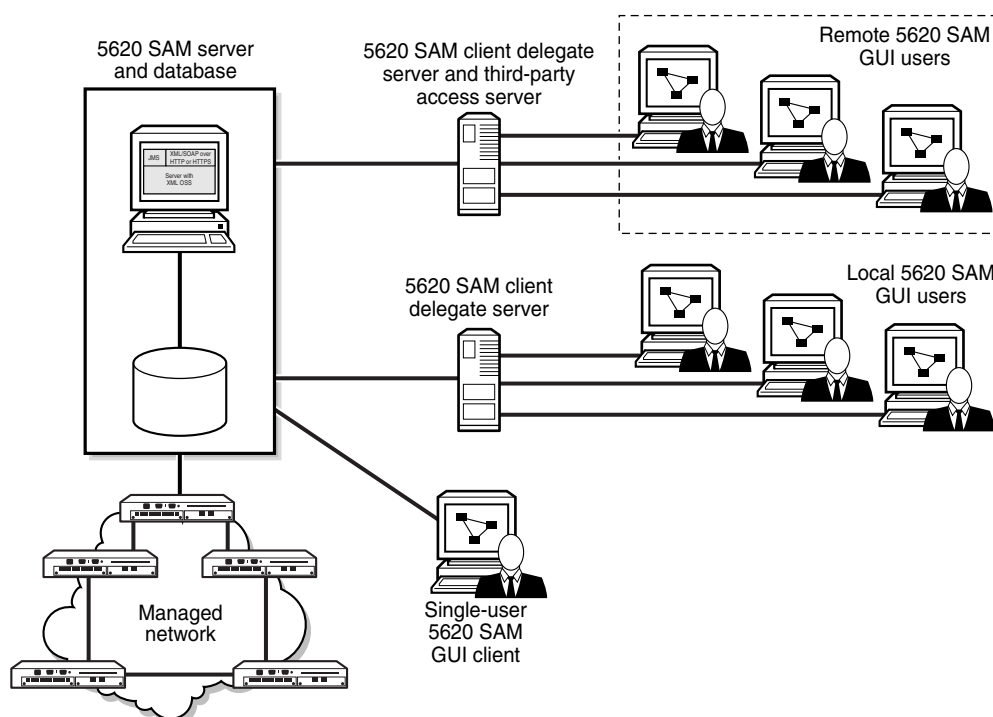 5620 SAM server
and database
5620 SAM client delegate
server and third-party
access server
Remote 5620 SAM
GUI users
JMS
XML/SOAP over
HTTP or HTTPS
Server with
XML OSS
5620 SAM client
delegate server
Local 5620 SAM
GUI users
Managed
network
Single-user
5620 SAM
GUI client